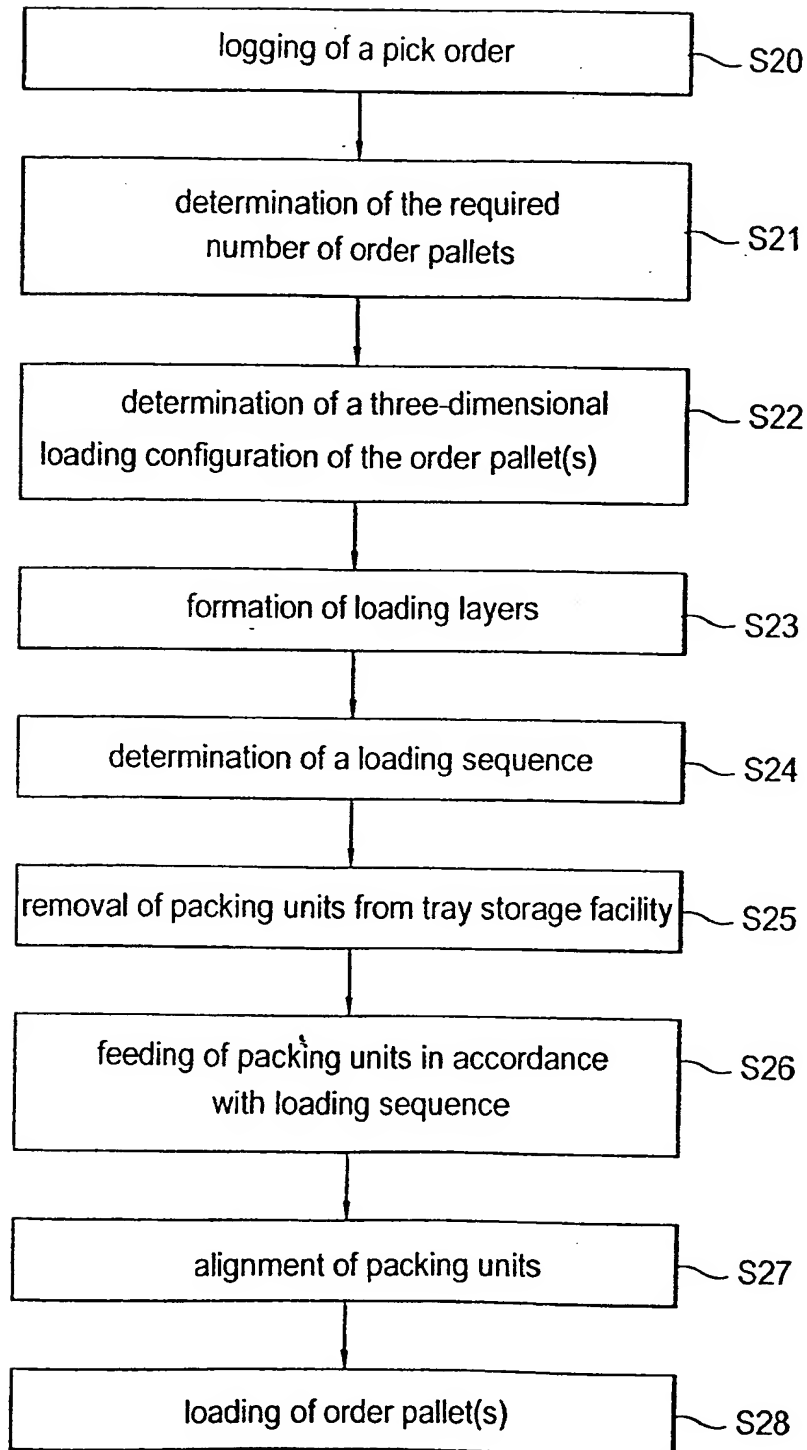 logging of a pick order
S20
determination of the required
number of order pallets
S21
determination of a three-dimensional
loading configuration of the order pallet(s)
S22
formation of loading layers
S23
determination of a loading sequence
S24
removal of packing units from tray storage facility
S25
feeding of packing units in accordance
with loading sequence
S26
alignment of packing units
S27
loading of order pallet(s)
S28